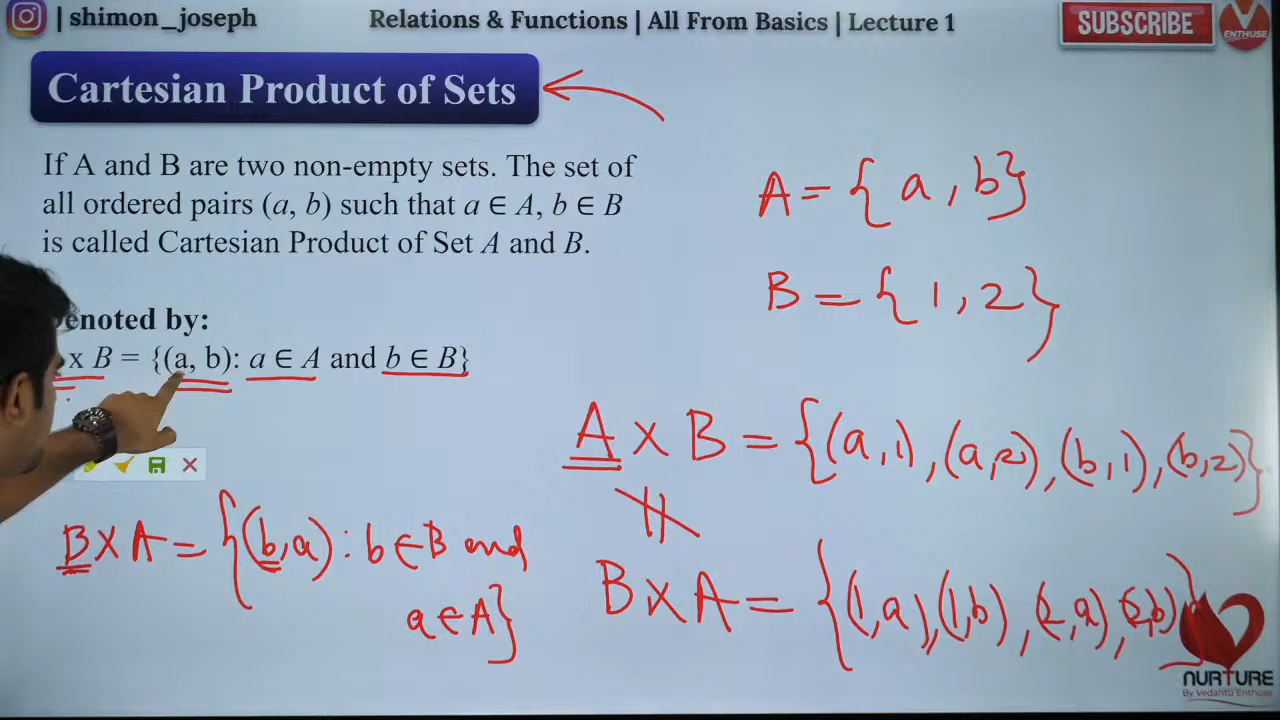 | shimon_joseph
Relations & Functions | All From Basics | Lecture 1
SUBSCRIBE
ENTHUSE
Cartesian Product of Sets
If A and B are two non-empty sets. The set of
all ordered pairs (a, b) such that a ∈ A, b ∈ B
is called Cartesian Product of Set A and B.
enoted by:
x B = {(a, b): a ∈ A and b ∈ B}
A = {a, b}
B = {1, 2}
A × B = {(a, 1), (a, 2), (b, 1), (b, 2)}
≠
B × A = {(b, a) : b ∈ B and
a ∈ A}
B × A = {(1, a), (1, b), (2, a), (2, b)}
NURTURE
By Vedantu Enthuse